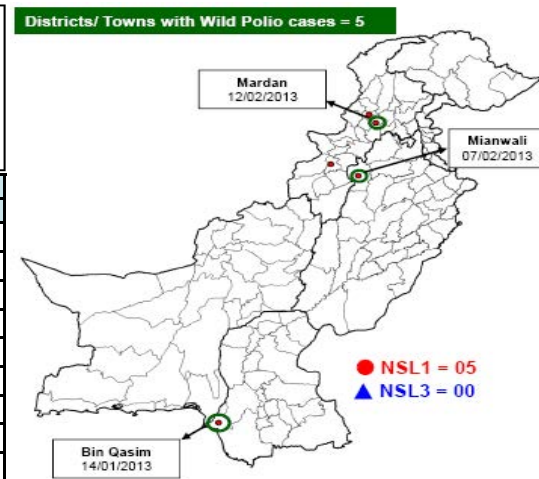 Districts/ Towns with Wild Polio cases = 5
Mardan
12/02/2013
Mianwali
07/02/2013
NSL1 = 05
NSL3 = 00
Bin Qasim
14/01/2013